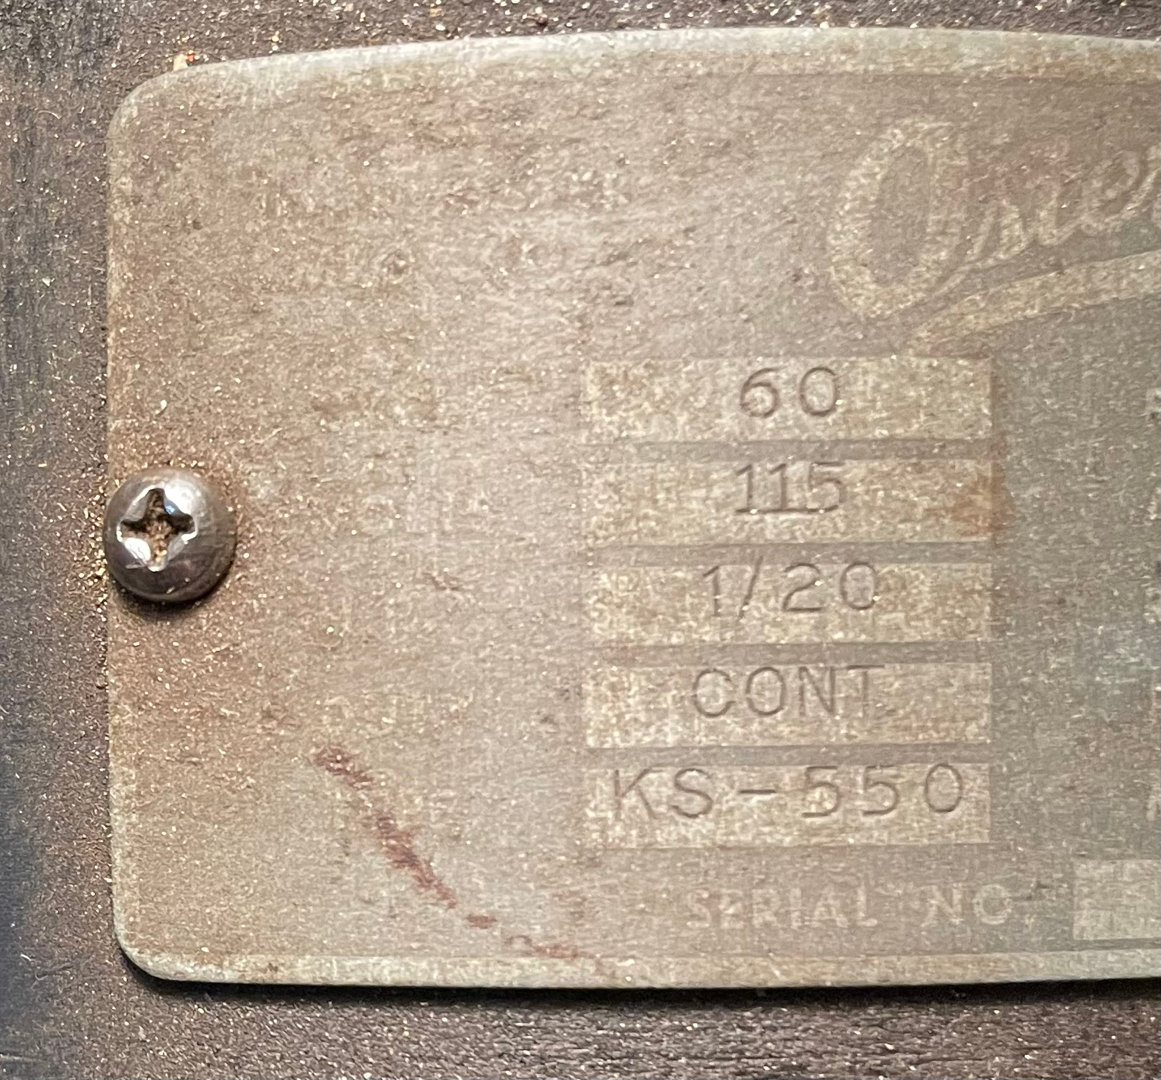 Oster
60
115
1/20
CONT
KS-550
SERIAL NO.